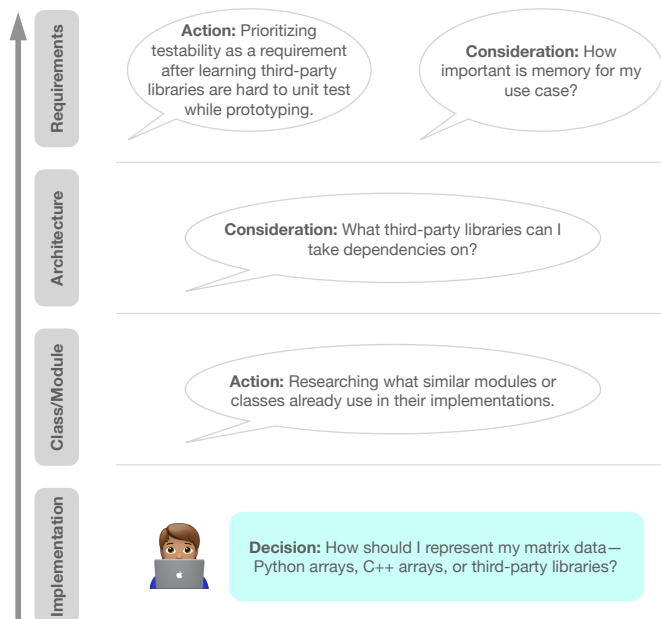 Requirements
Action: Prioritizing
testability as a requirement
after learning third-party
libraries are hard to unit test
while prototyping.
Consideration: How
important is memory for my
use case?
Architecture
Consideration: What third-party libraries can I
take dependencies on?
Class/Module
Action: Researching what similar modules or
classes already use in their implementations.
Implementation
Decision: How should I represent my matrix data—
Python arrays, C++ arrays, or third-party libraries?